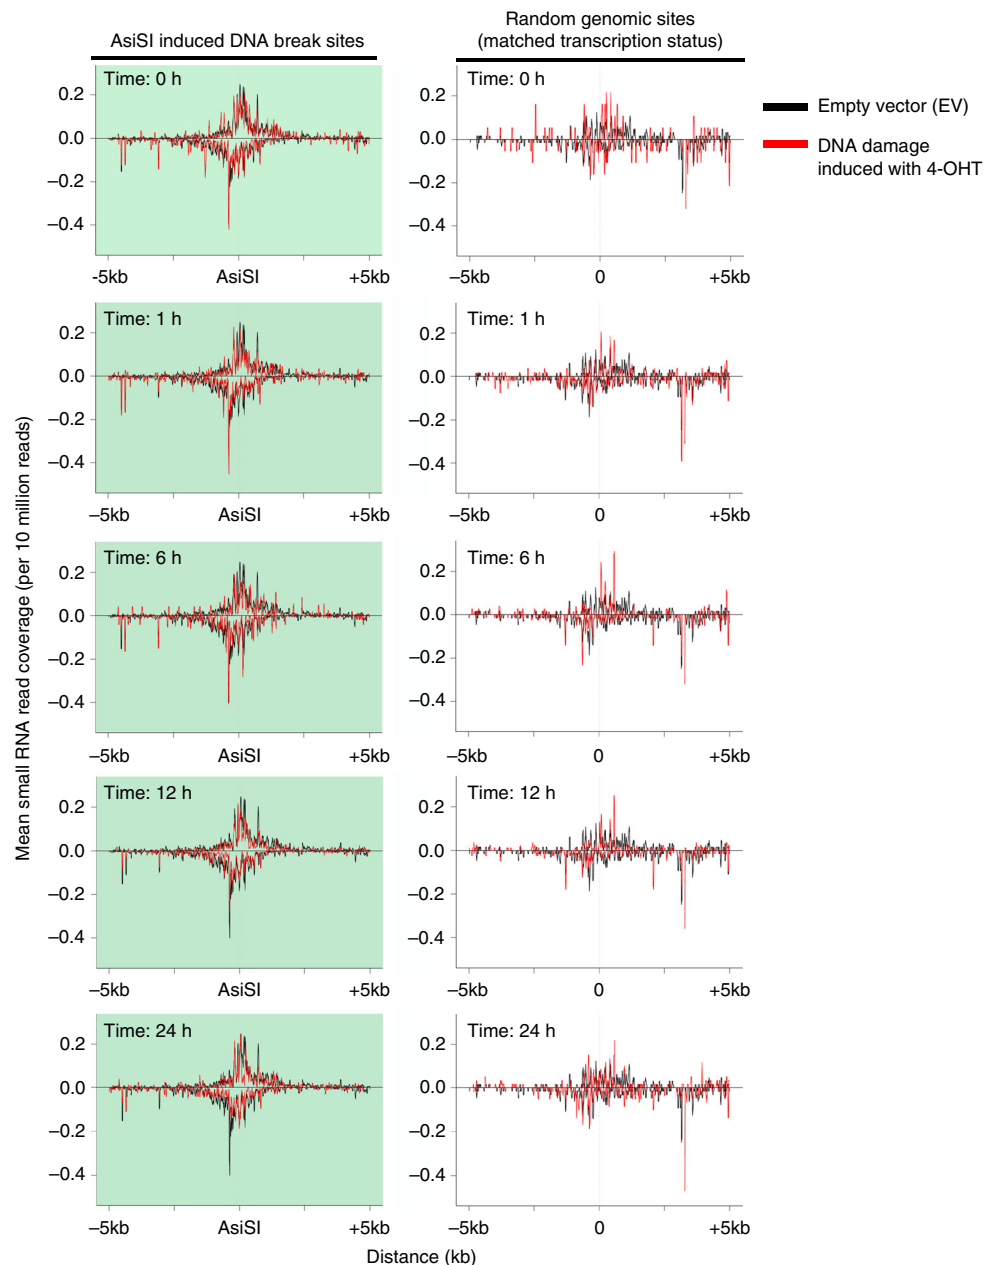 AsiSI induced DNA break sites
Random genomic sites
(matched transcription status)
Empty vector (EV)
DNA damage
induced with 4-OHT
Mean small RNA read coverage (per 10 million reads)
Time: 0 h
0.2
0.0
–0.2
–0.4
-5kb
AsiSI
+5kb
Time: 0 h
0.2
0.0
–0.2
–0.4
–5kb
0
+5kb
Time: 1 h
0.2
0.0
–0.2
–0.4
–5kb
AsiSI
+5kb
Time: 1 h
0.2
0.0
–0.2
–0.4
–5kb
0
+5kb
Time: 6 h
0.2
0.0
–0.2
–0.4
–5kb
AsiSI
+5kb
Time: 6 h
0.2
0.0
–0.2
–0.4
–5kb
0
+5kb
Time: 12 h
0.2
0.0
–0.2
–0.4
–5kb
AsiSI
+5kb
Time: 12 h
0.2
0.0
–0.2
–0.4
–5kb
0
+5kb
Time: 24 h
0.2
0.0
–0.2
–0.4
–5kb
AsiSI
+5kb
Time: 24 h
0.2
0.0
–0.2
–0.4
–5kb
0
+5kb
Distance (kb)